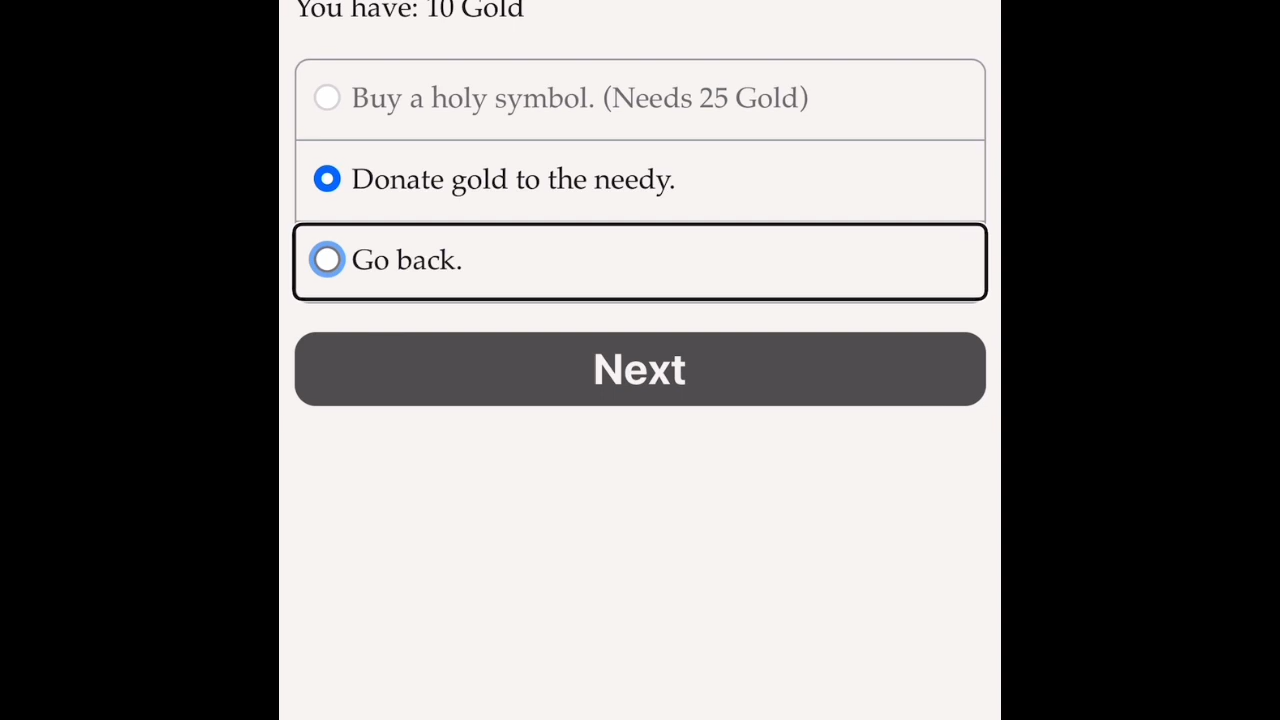 You have: 10 Gold
Buy a holy symbol. (Needs 25 Gold)
Donate gold to the needy.
Go back.
Next